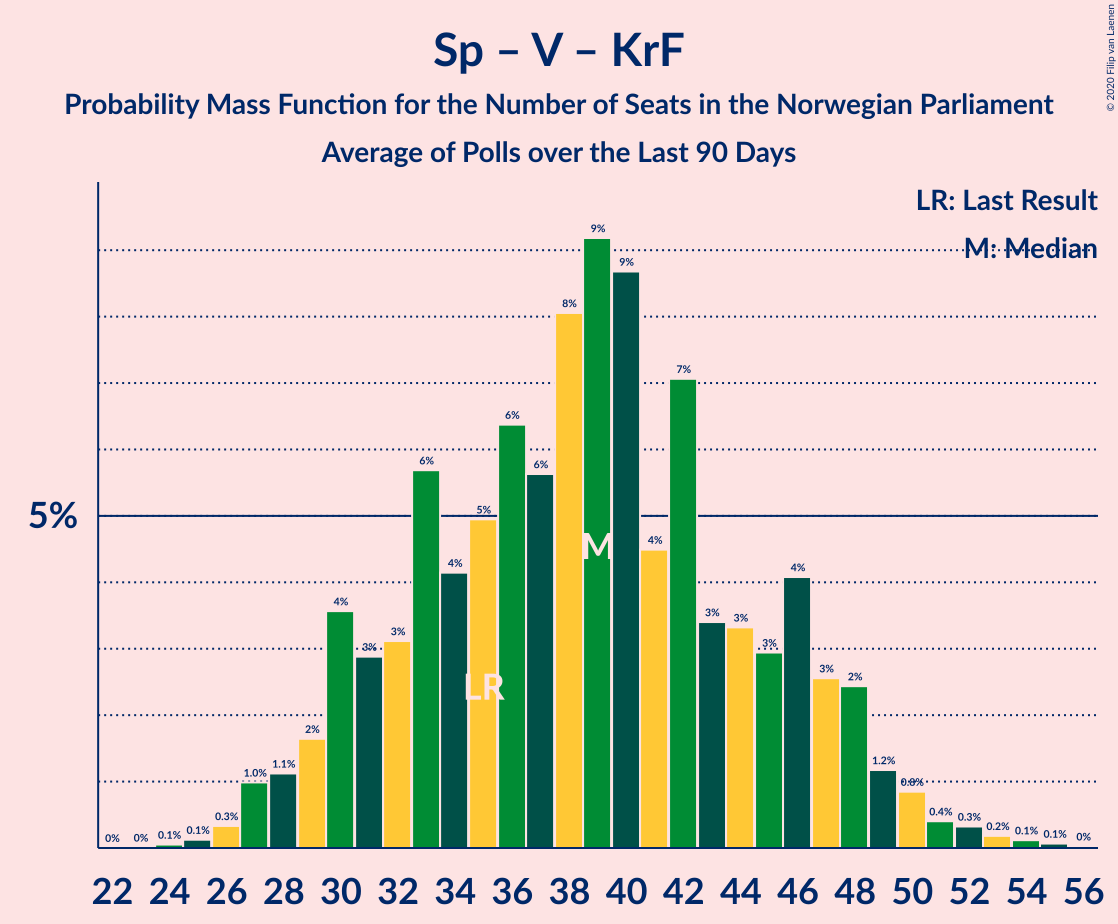 Sp – V – KrF
Probability Mass Function for the Number of Seats in the Norwegian Parliament
Average of Polls over the Last 90 Days
© 2020 Filip van Laenen
LR: Last Result
M: Median
5%
0% 0% 0.1% 0.1% 0.3% 1.0% 1.1% 2% 4% 3% 3% 6% 4% 5% 6% 6% 8% 9% 9% 4% 7% 3% 3% 3% 4% 3% 2% 1.2% 0.8% 0.4% 0.3% 0.2% 0.1% 0.1% 0%
M
LR
22 24 26 28 30 32 34 36 38 40 42 44 46 48 50 52 54 56